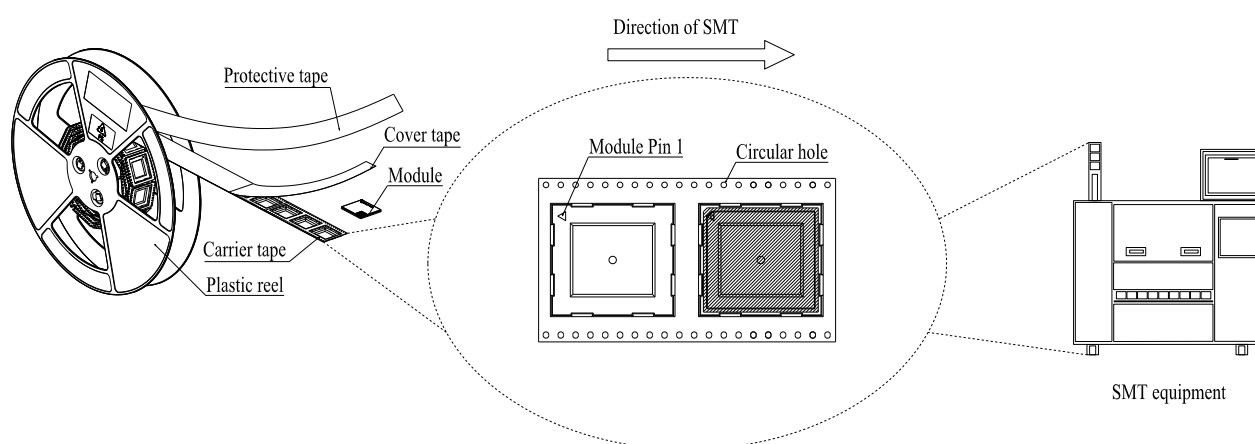 Direction of SMT
Protective tape
Cover tape
Module
Carrier tape
Plastic reel
Module Pin 1
Circular hole
SMT equipment